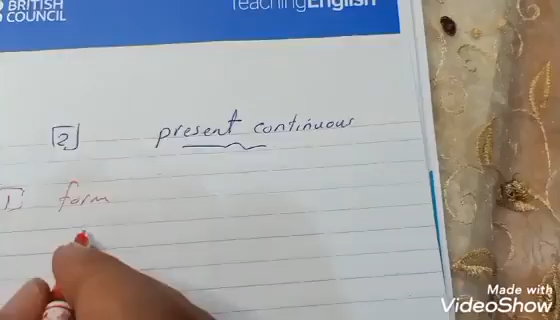 BRITISH
COUNCIL
TeachingEnglish
[2] present continuous
[1] form
Made with
VideoShow